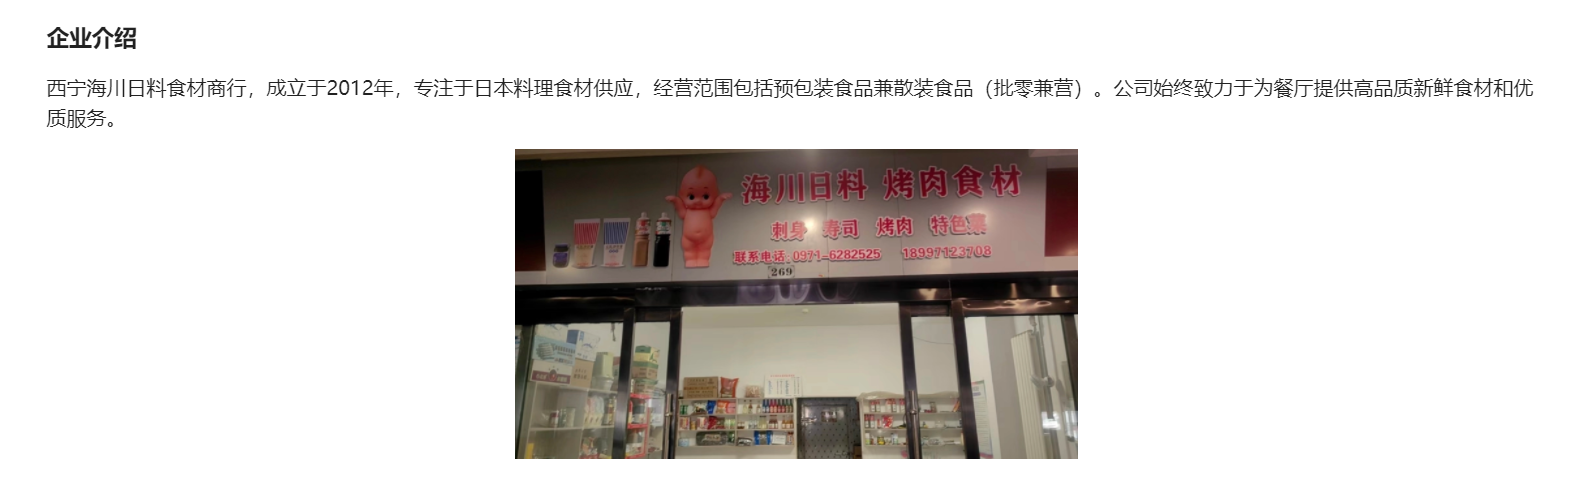 企业介绍
西宁海川日料食材商行，成立于2012年，专注于日本料理食材供应，经营范围包括预包装食品兼散装食品（批零兼营）。公司始终致力于为餐厅提供高品质新鲜食材和优
质服务。
海川日料 烤肉食材
刺身 寿司 烤肉 特色菜
联系电话:0971-6282525 18997123708
269